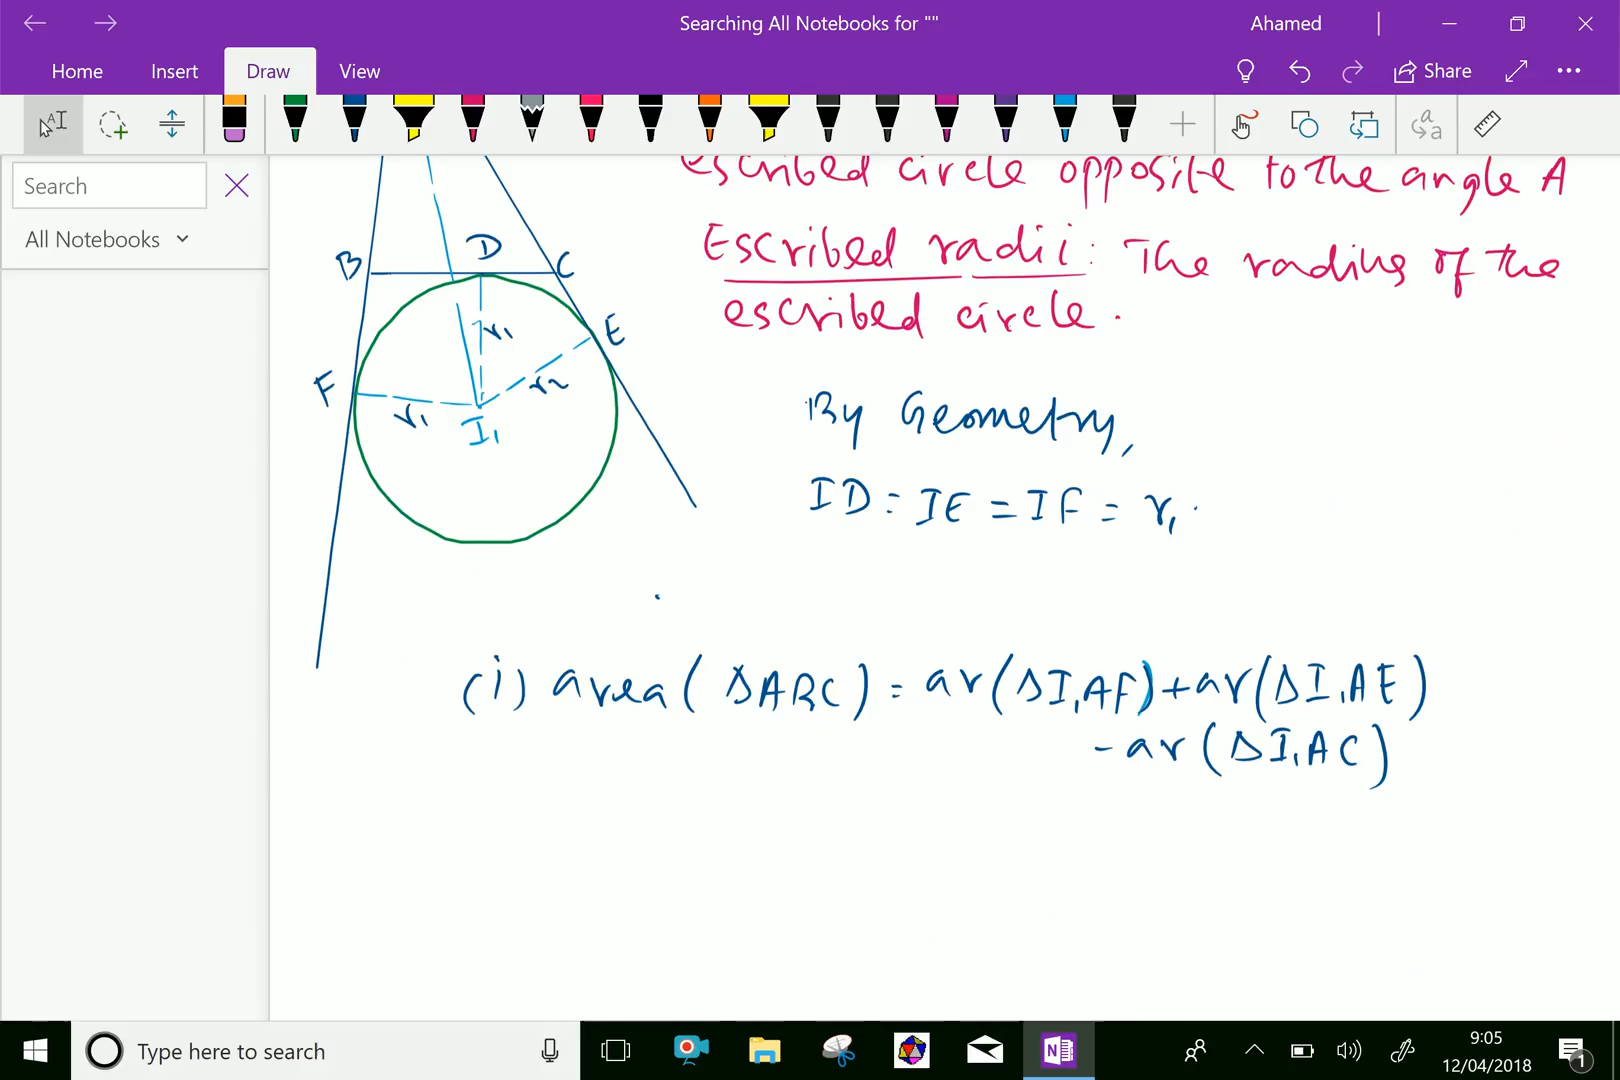 Searching All Notebooks for ""
Ahamed
Home Insert Draw View
Share
Search
All Notebooks
escribed circle opposite to the angle A
Escribed radii : The radius of the
escribed circle .
B D C
E
F
r₁
r₂
r₁
I₁
By Geometry,
ID = IE = IF = r₁ .
(i) area( ΔABC) = ar(ΔI₁AF)+ar(ΔI₁AE)
- ar(ΔI₁AC)
Type here to search
9:05
12/04/2018
1